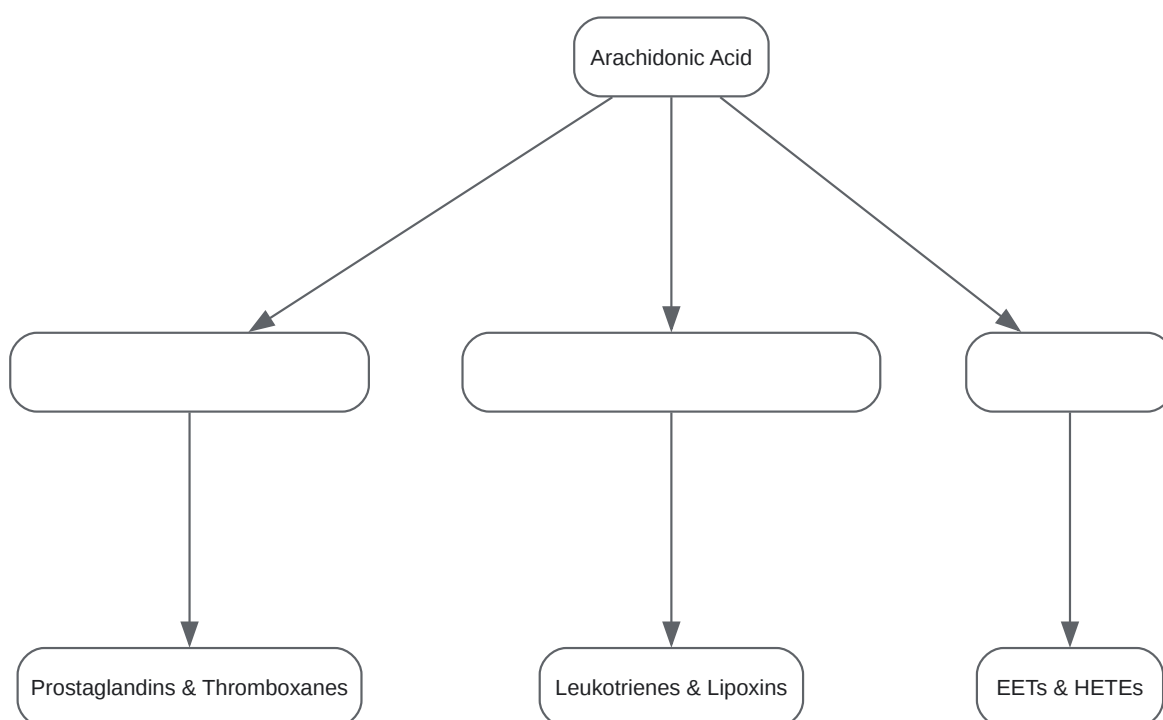 Arachidonic Acid
Prostaglandins & Thromboxanes
Leukotrienes & Lipoxins
EETs & HETEs